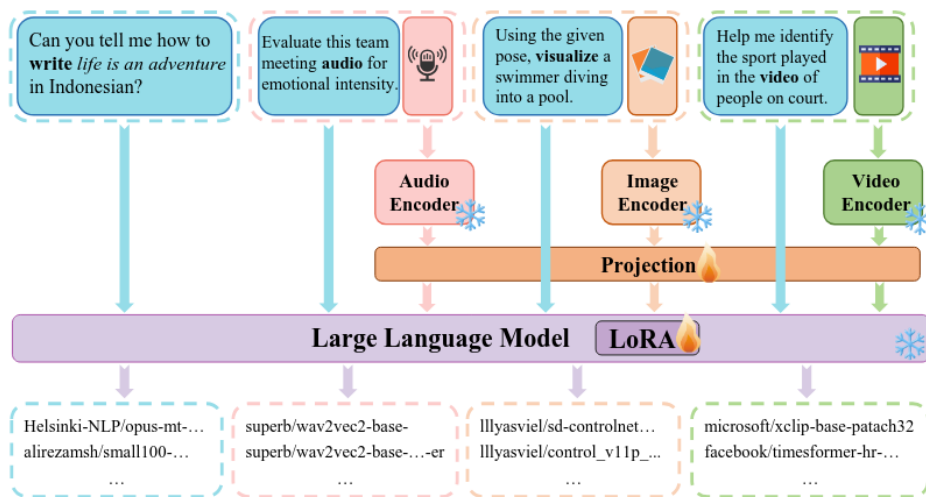 Can you tell me how to
write life is an adventure
in Indonesian?
Evaluate this team
meeting audio for
emotional intensity.
Using the given
pose, visualize a
swimmer diving
into a pool.
Help me identify
the sport played
in the video of
people on court.
Audio
Encoder
Image
Encoder
Video
Encoder
Projection
Large Language Model
LoRA
Helsinki-NLP/opus-mt-…
alirezamsh/small100-…
…
superb/wav2vec2-base-
superb/wav2vec2-base-…-er
…
lllyasviel/sd-controlnet…
lllyasviel/control_v11p_...
…
microsoft/xclip-base-patach32
facebook/timesformer-hr-…
…